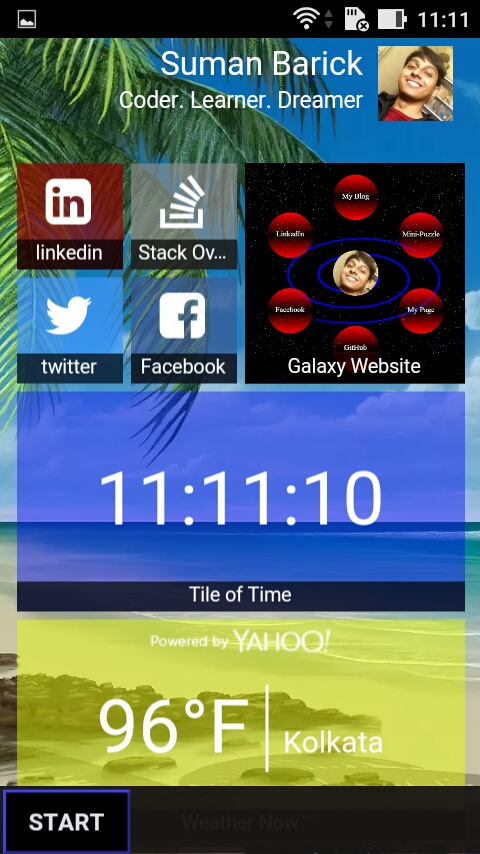 11:11
Suman Barick
Coder. Learner. Dreamer
in
linkedin
Stack Ov...
twitter
Facebook
My Blog
LinkedIn
Mini-Puzzle
Facebook
My Page
GitHub
Galaxy Website
11:11:10
Tile of Time
Powered by YAHOO!
96°F
Kolkata
START
Weather Now